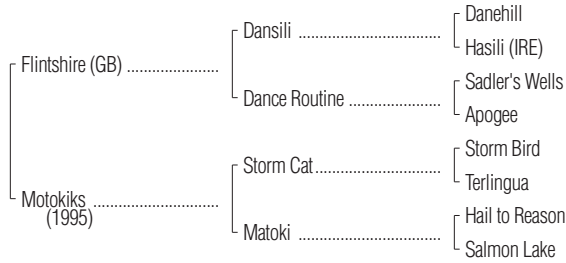 Danehill
Dansili ..............................
Hasili (IRE)
Flintshire (GB) ....................
Sadler's Wells
Dance Routine ....................
Apogee
Storm Bird
Storm Cat...........................
Terlingua
Motokiks ..........................
(1995)
Hail to Reason
Matoki ..............................
Salmon Lake